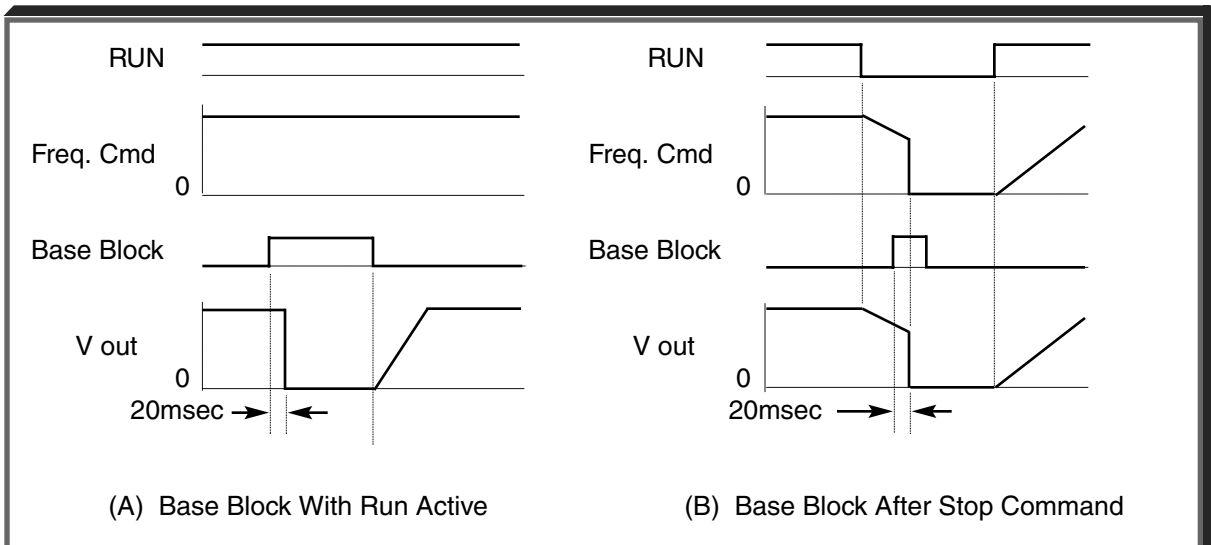 RUN
Freq. Cmd
0
Base Block
V out
0
20msec
(A) Base Block With Run Active
RUN
Freq. Cmd
0
Base Block
V out
0
20msec
(B) Base Block After Stop Command